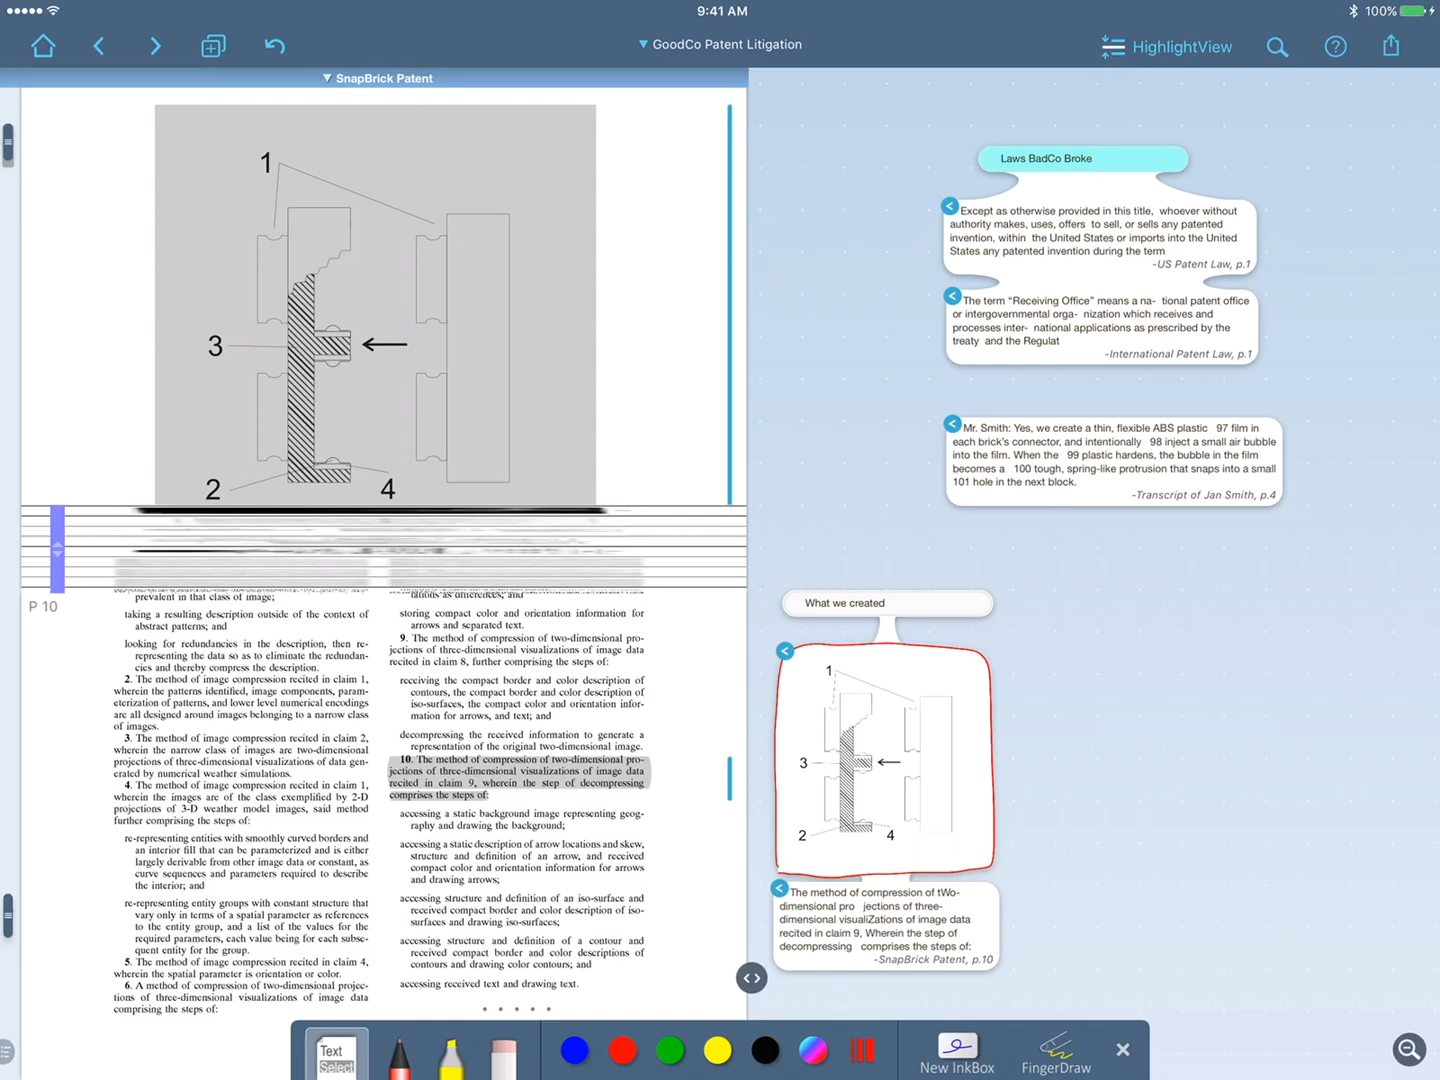 9:41 AM
100%
GoodCo Patent Litigation
HighlightView
SnapBrick Patent
1
3
2
4
P 10
prevalent in that class of image;
taking a resulting description outside of the context of
abstract patterns; and
looking for redundancies in the description, then re-
representing the data so as to eliminate the redundan-
cies and thereby compress the description.
2. The method of image compression recited in claim 1,
wherein the patterns identified, image components, param-
eterization of patterns, and lower level numerical encodings
are all designed around images belonging to a narrow class
of images.
3. The method of image compression recited in claim 2,
wherein the narrow class of images are two-dimensional
projections of three-dimensional visualizations of data gen-
erated by numerical weather simulations.
4. The method of image compression recited in claim 1,
wherein the images are of the class exemplified by 2-D
projections of 3-D weather model images, said method
further comprising the steps of:
re-representing entities with smoothly curved borders and
an interior fill that can be parameterized and is either
largely derivable from other image data or constant, as
curve sequences and parameters required to describe
the interior; and
re-representing entity groups with constant structure that
vary only in terms of a spatial parameter as references
to the entity group, and a list of the values for the
required parameters, each value being for each subse-
quent entity for the group.
5. The method of image compression recited in claim 4,
wherein the spatial parameter is orientation or color.
6. A method of compression of two-dimensional projec-
tions of three-dimensional visualizations of image data
comprising the steps of:
storing compact color and orientation information for
arrows and separated text.
9. The method of compression of two-dimensional pro-
jections of three-dimensional visualizations of image data
recited in claim 8, further comprising the steps of:
receiving the compact border and color description of
contours, the compact border and color description of
iso-surfaces, the compact color and orientation infor-
mation for arrows, and text; and
decompressing the received information to generate a
representation of the original two-dimensional image.
10. The method of compression of two-dimensional pro-
jections of three-dimensional visualizations of image data
recited in claim 9, wherein the step of decompressing
comprises the steps of:
accessing a static background image representing geog-
raphy and drawing the background;
accessing a static description of arrow locations and skew,
structure and definition of an arrow, and received
compact color and orientation information for arrows
and drawing arrows;
accessing structure and definition of an iso-surface and
received compact border and color description of iso-
surfaces and drawing iso-surfaces;
accessing structure and definition of a contour and
received compact border and color descriptions of
contours and drawing color contours; and
accessing received text and drawing text.
Laws BadCo Broke
Except as otherwise provided in this title, whoever without
authority makes, uses, offers to sell, or sells any patented
invention, within the United States or imports into the United
States any patented invention during the term
-US Patent Law, p.1
The term “Receiving Office” means a na- tional patent office
or intergovernmental orga- nization which receives and
processes inter- national applications as prescribed by the
treaty and the Regulat
-International Patent Law, p.1
Mr. Smith: Yes, we create a thin, flexible ABS plastic 97 film in
each brick's connector, and intentionally 98 inject a small air bubble
into the film. When the 99 plastic hardens, the bubble in the film
becomes a 100 tough, spring-like protrusion that snaps into a small
101 hole in the next block.
-Transcript of Jan Smith, p.4
What we created
1
3
2
4
The method of compression of tWo-
dimensional pro jections of three-
dimensional visualiZations of image data
recited in claim 9, Wherein the step of
decompressing comprises the steps of:
-SnapBrick Patent, p.10
Text
Select
New InkBox
FingerDraw